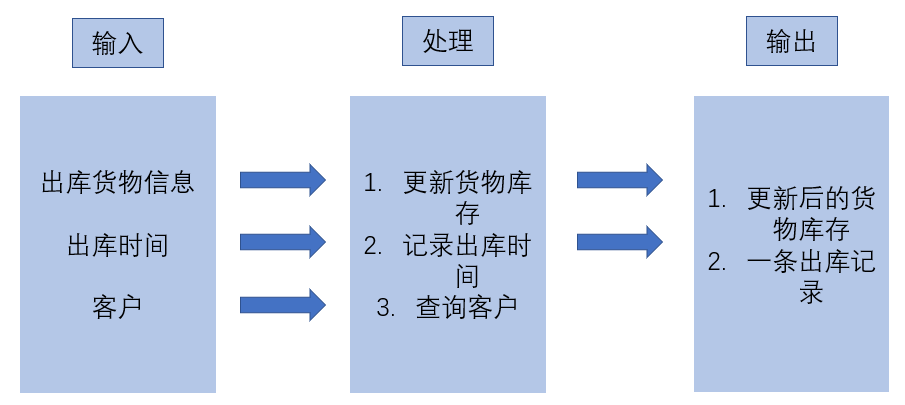 输入
处理
输出
出库货物信息
出库时间
客户
1. 更新货物库
存
2. 记录出库时
间
3. 查询客户
1. 更新后的货
物库存
2. 一条出库记
录